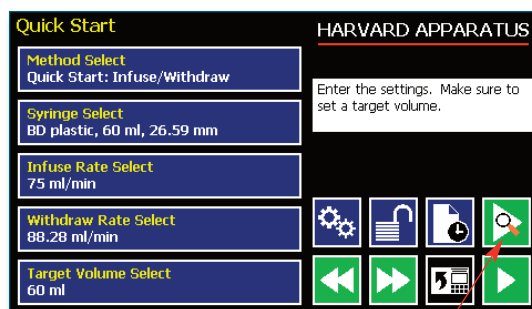 Quick Start
Method Select
Quick Start: Infuse/Withdraw
Syringe Select
BD plastic, 60 ml, 26.59 mm
Infuse Rate Select
75 ml/min
Withdraw Rate Select
88.28 ml/min
Target Volume Select
60 ml
HARVARD APPARATUS
Enter the settings. Make sure to
set a target volume.